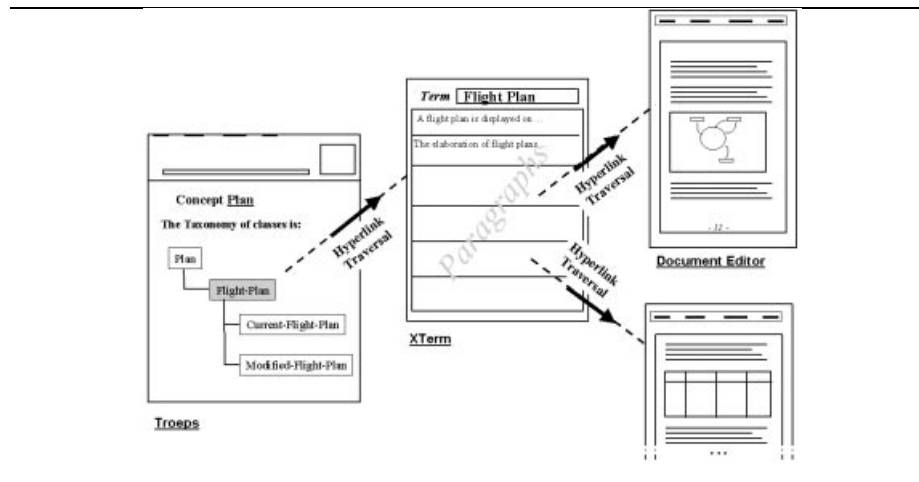 Concept Plan
The Taxonomy of classes is:
Plan
Flight-Plan
Current-Flight-Plan
Modified-Flight-Plan
Troeps
Hyperlink
Traversal
Term Flight Plan
A flight plan is displayed on...
The elaboration of flight plans...
Paragraphs
XTerm
Hyperlink
Traversal
Hyperlink
Traversal
- 12 -
Document Editor